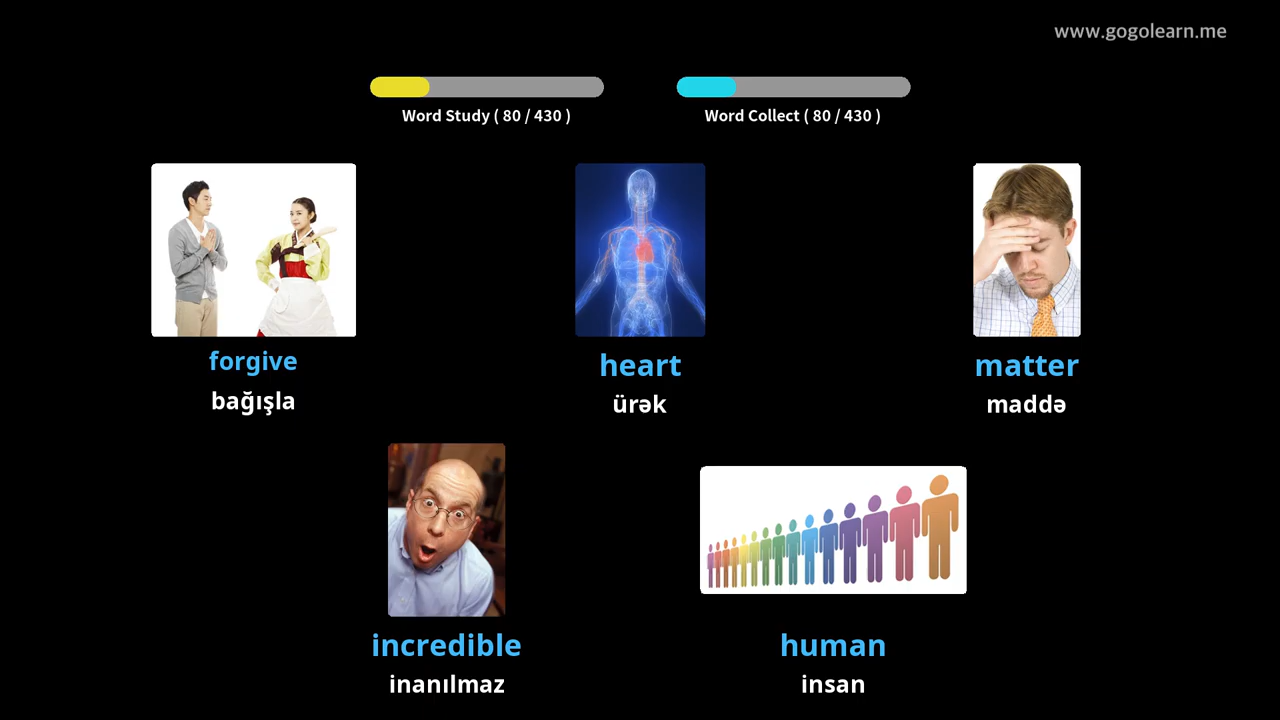 www.gogolearn.me
Word Study ( 80 / 430 )
Word Collect ( 80 / 430 )
forgive
bağışla
heart
ürək
matter
maddə
incredible
inanılmaz
human
insan